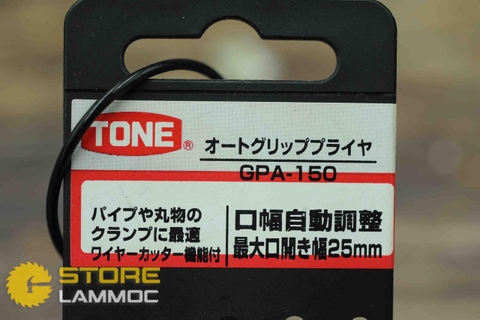 TONE®
オートグリッププライヤ
GPA-150
パイプや丸物の
クランプに最適
ワイヤーカッター機能付
口幅自動調整
最大口開き幅25mm
STORE
LAMMOC